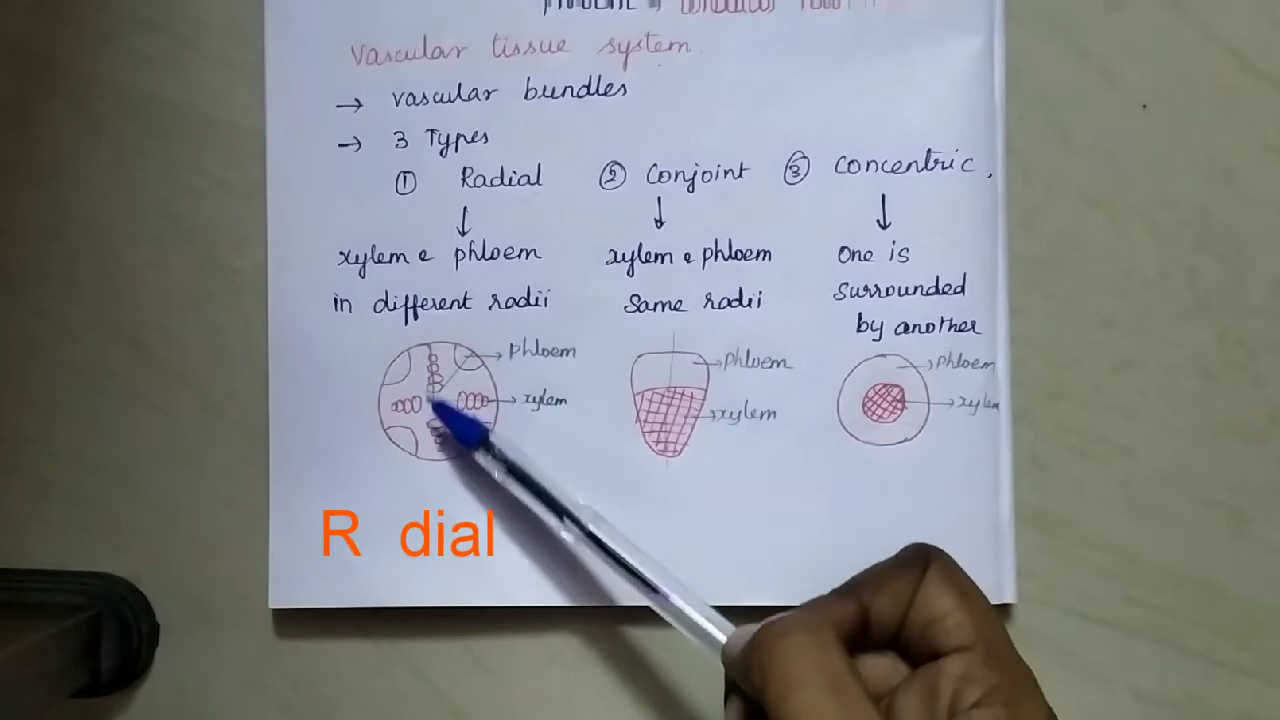 Vascular tissue system.
→ vascular bundles
→ 3 Types
① Radial ② Conjoint ③ Concentric.
xylem e phloem xylem e phloem One is
in different radii Same radii surrounded
by another
phloem phloem phloem
xylem xylem xylem
R dial